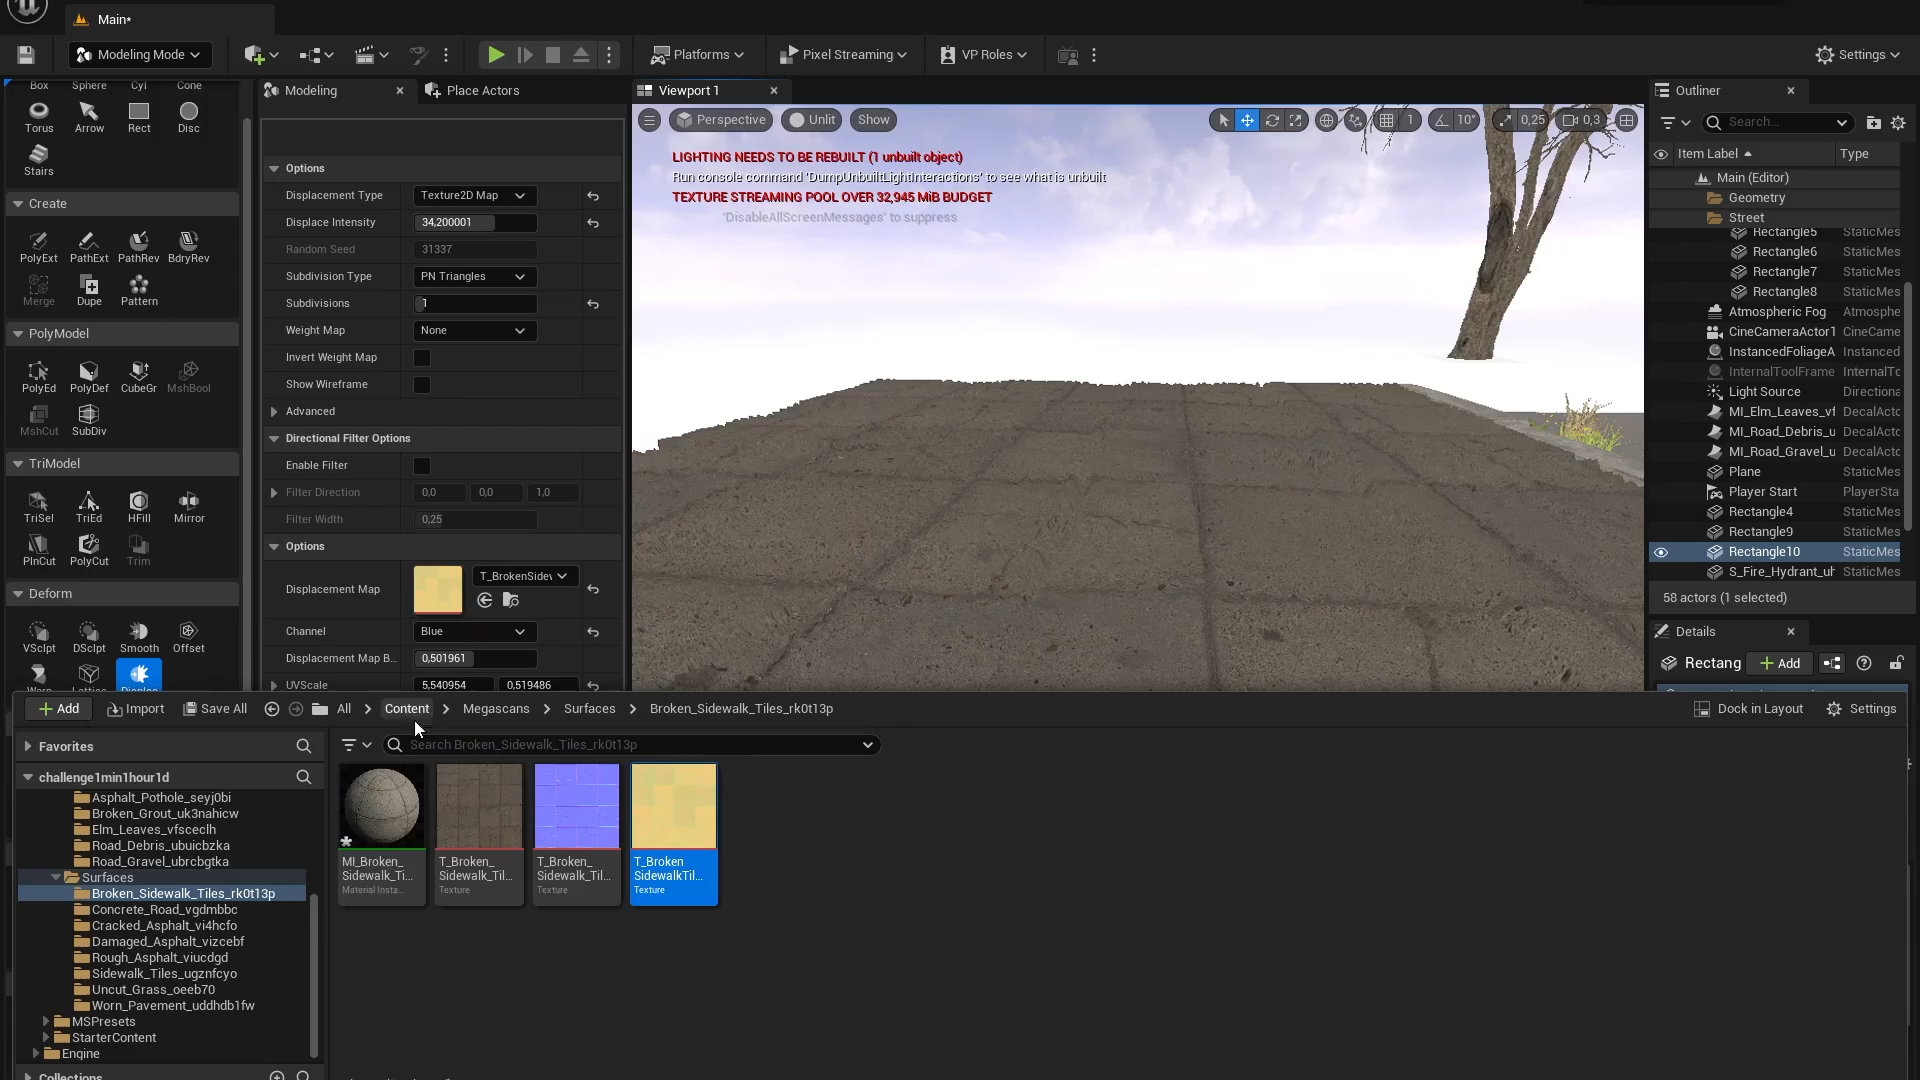 Main*
Modeling Mode
Platforms
Pixel Streaming
VP Roles
Settings
Box Sphere Cyl Cone
Torus Arrow Rect Disc
Stairs
Create
PolyExt PathExt PathRev BdryRev
Merge Dupe Pattern
PolyModel
PolyEd PolyDef CubeGr MshBool
MshCut SubDiv
TriModel
TriSel TriEd HFill Mirror
PlnCut PolyCut Trim
Deform
VSclpt DSclpt Smooth Offset
Modeling
Place Actors
Options
Displacement Type Texture2D Map
Displace Intensity 34,200001
Random Seed 31337
Subdivision Type PN Triangles
Subdivisions 1
Weight Map None
Invert Weight Map
Show Wireframe
Advanced
Directional Filter Options
Enable Filter
Filter Direction 0,0 0,0 1,0
Filter Width 0,25
Options
Displacement Map T_BrokenSidew
Channel Blue
Displacement Map B... 0,501961
UVScale 5,540954 0,519486
Viewport 1
Perspective Unlit Show
1 10° 0,25 0,3
LIGHTING NEEDS TO BE REBUILT (1 unbuilt object)
Run console command 'DumpUnbuiltLightInteractions' to see what is unbuilt
TEXTURE STREAMING POOL OVER 32,945 MiB BUDGET
'DisableAllScreenMessages' to suppress
Outliner
Search...
Item Label Type
Main (Editor)
Geometry
Street
Rectangle5 StaticMes
Rectangle6 StaticMes
Rectangle7 StaticMes
Rectangle8 StaticMes
Atmospheric Fog Atmosphe
CineCameraActor1 CineCame
InstancedFoliageA Instanced
InternalToolFrame InternalTo
Light Source Directiona
MI_Elm_Leaves_vf DecalActo
MI_Road_Debris_u DecalActo
MI_Road_Gravel_u DecalActo
Plane StaticMes
Player Start PlayerSta
Rectangle4 StaticMes
Rectangle9 StaticMes
Rectangle10 StaticMes
S_Fire_Hydrant_uh StaticMes
58 actors (1 selected)
Details
Rectang Add
Add Import Save All All Content Megascans Surfaces Broken_Sidewalk_Tiles_rk0t13p
Dock in Layout Settings
Favorites
challenge1min1hour1d
Asphalt_Pothole_seyj0bi
Broken_Grout_uk3nahicw
Elm_Leaves_vfsceclh
Road_Debris_ubuicbzka
Road_Gravel_ubrcbgtka
Surfaces
Broken_Sidewalk_Tiles_rk0t13p
Concrete_Road_vgdmbbc
Cracked_Asphalt_vi4hcfo
Damaged_Asphalt_vizcebf
Rough_Asphalt_viucdgd
Sidewalk_Tiles_ugznfcyo
Uncut_Grass_oeeb70
Worn_Pavement_uddhdb1fw
MSPresets
StarterContent
Engine
Collections
Search Broken_Sidewalk_Tiles_rk0t13p
MI_Broken_
Sidewalk_Ti...
Material Insta...
T_Broken_
Sidewalk_Til...
Texture
T_Broken_
Sidewalk_Til...
Texture
T_Broken
SidewalkTil...
Texture